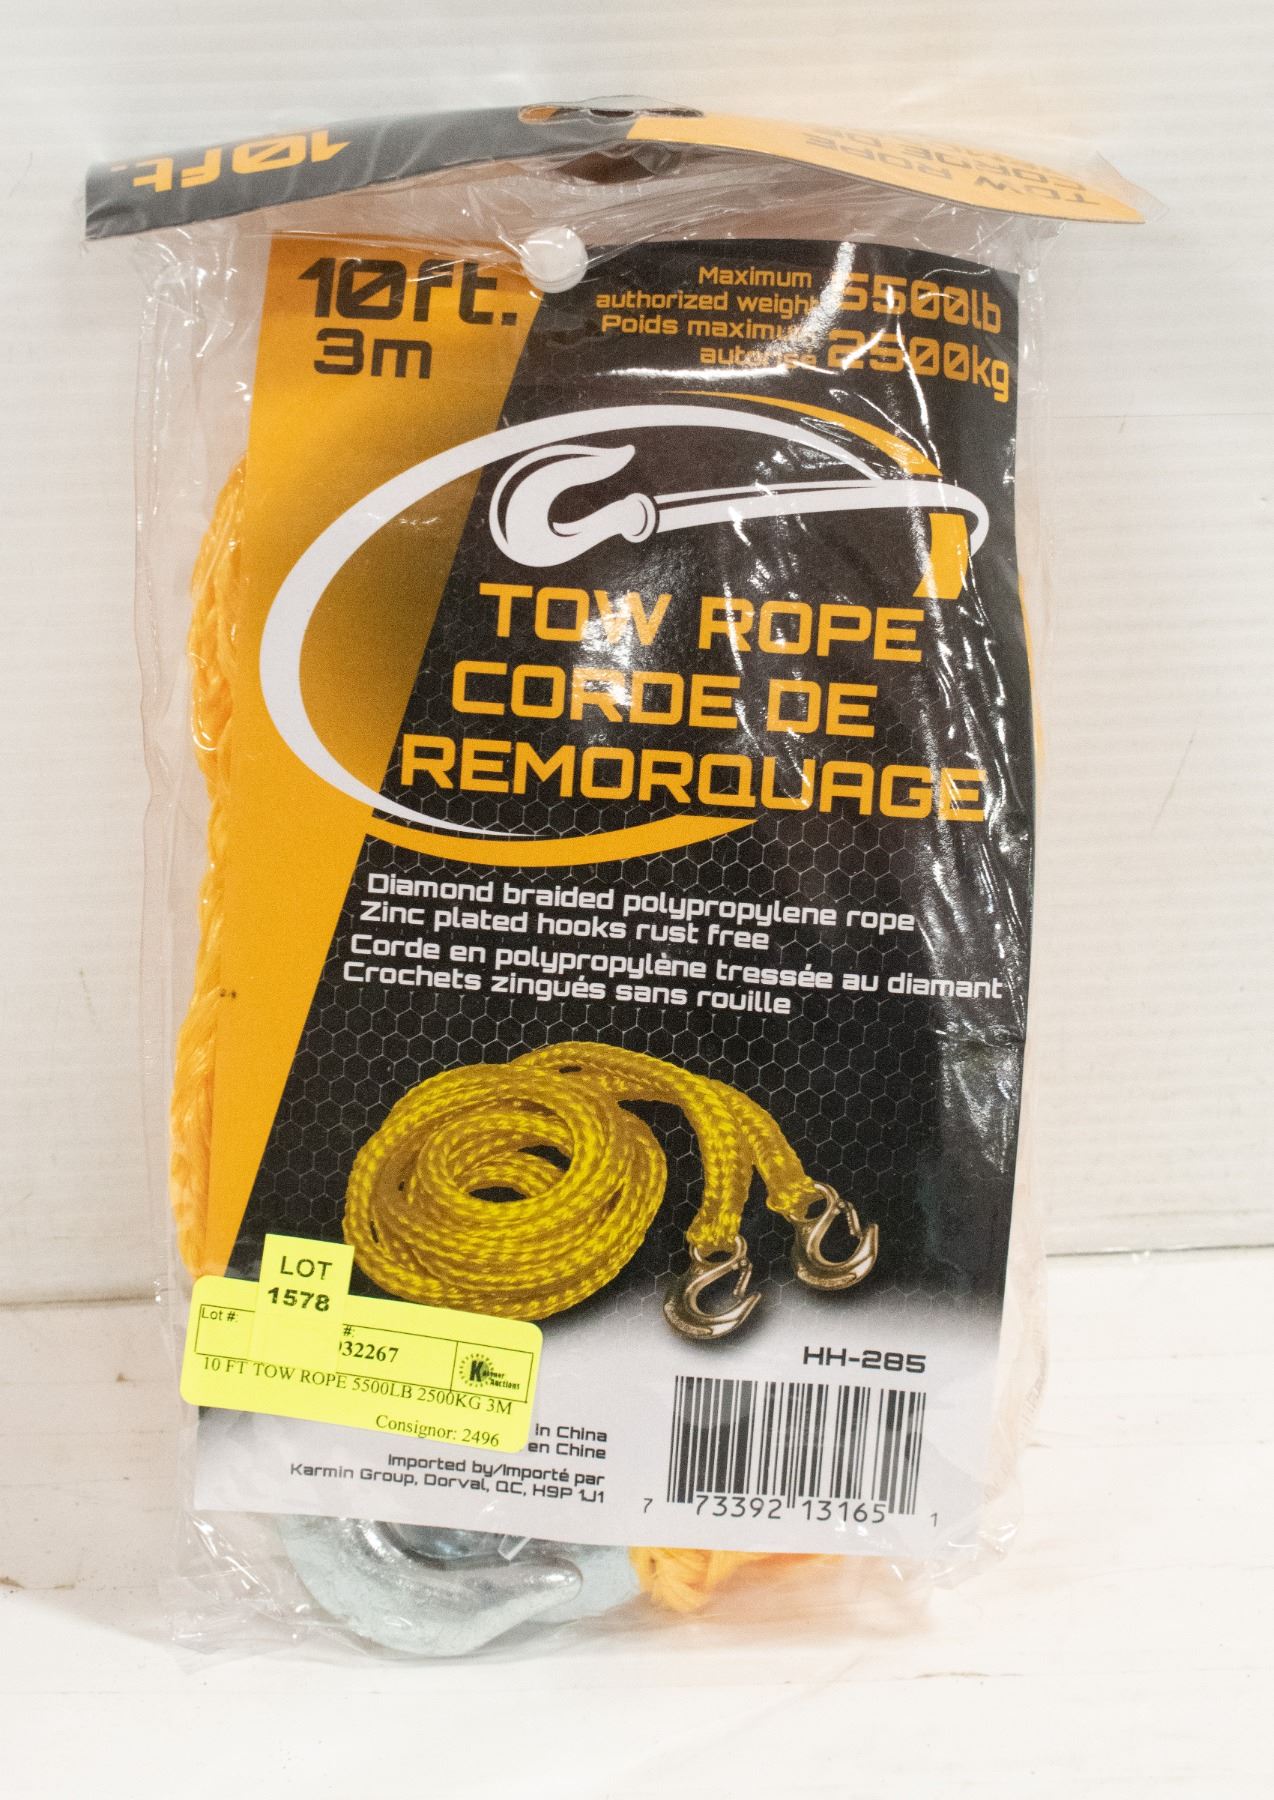 10ft.
TOW ROPE
10ft.
3m
Maximum
authorized weight
5500lb
Poids maximum
autorisé
2500kg
TOW ROPE
CORDE DE
REMORQUAGE
Diamond braided polypropylene rope
Zinc plated hooks rust free
Corde en polypropylène tressée au diamant
Crochets zingués sans rouille
LOT
1578
Lot #:
#:
32267
Karmer Auctions
10 FT TOW ROPE 5500LB 2500KG 3M
Consignor: 2496
in China
en Chine
Imported by/Importé par
Karmin Group, Dorval, QC, H9P 1J1
HH-285
7 73392 13165 1